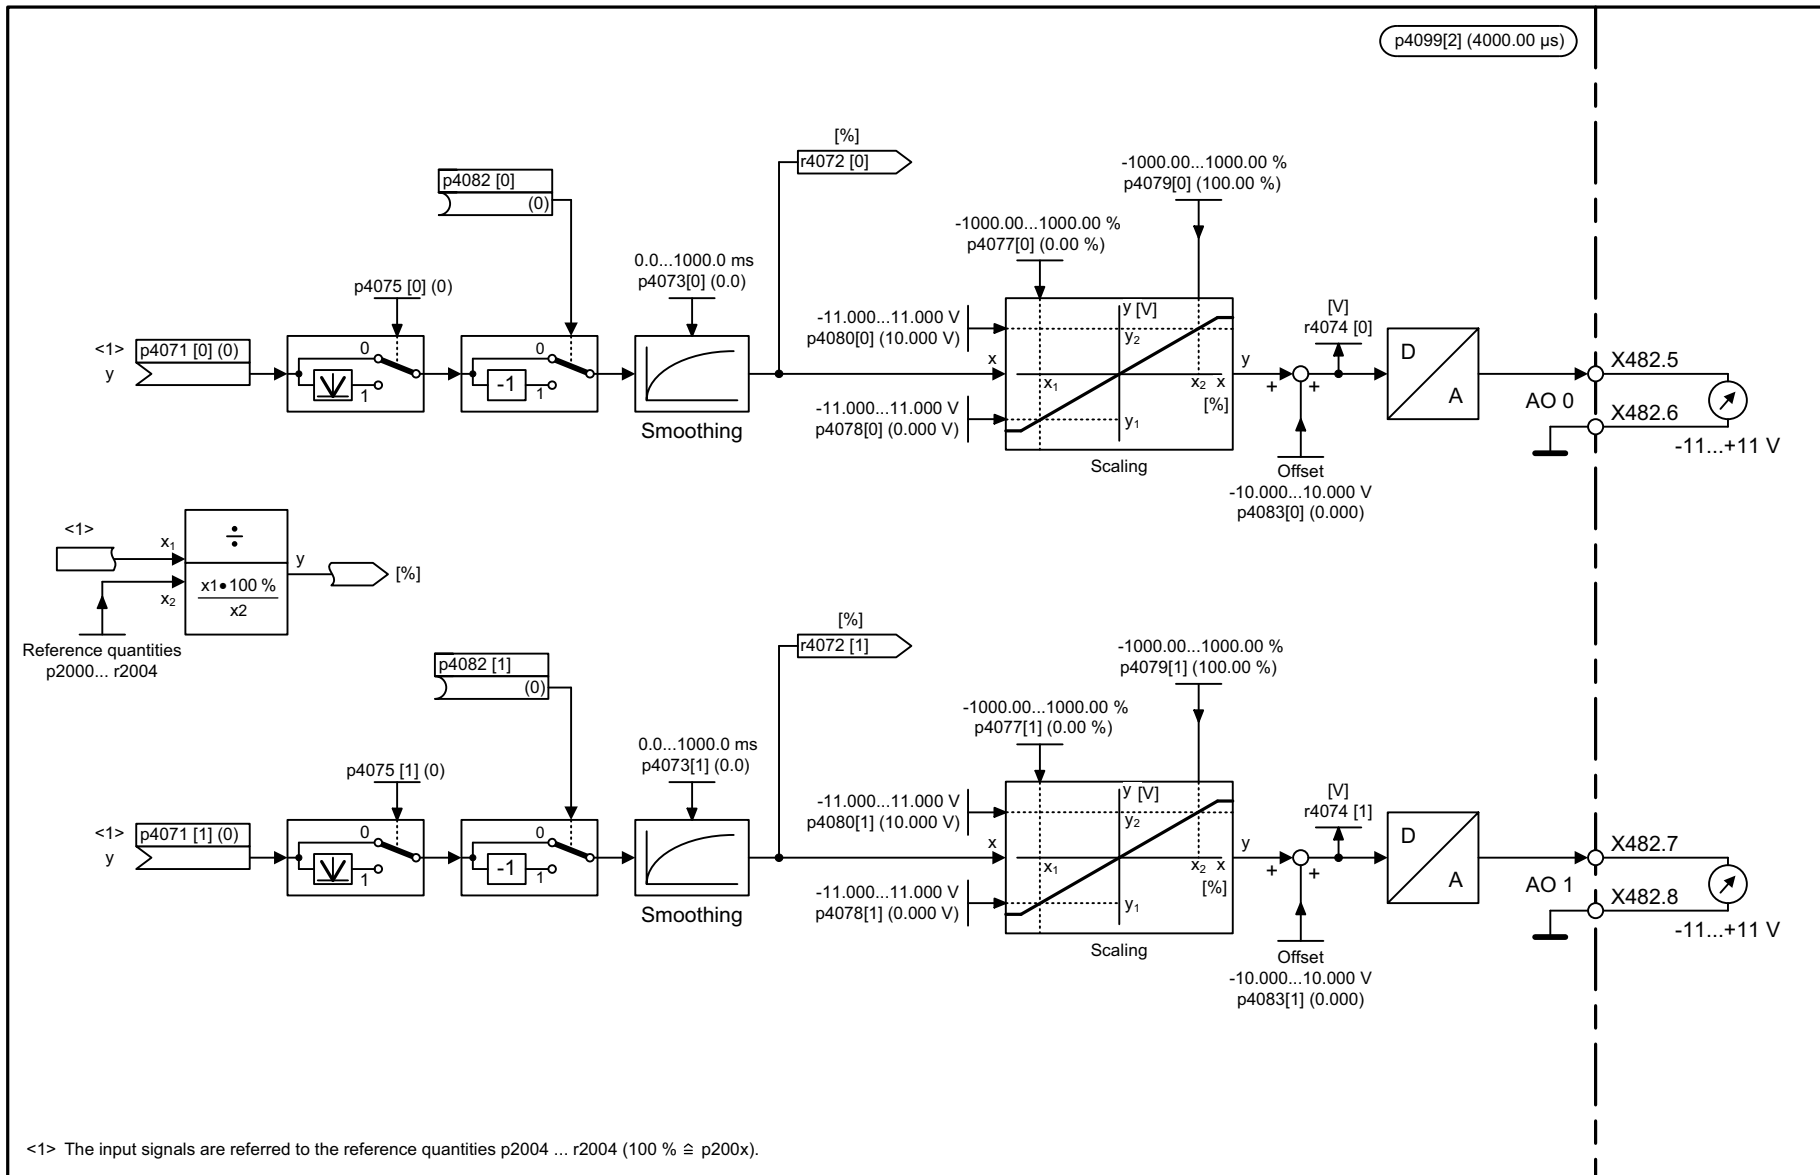 p4099[2] (4000.00 µs)
[%]
r4072 [0]
-1000.00...1000.00 %
p4079[0] (100.00 %)
p4082 [0]
(0)
-1000.00...1000.00 %
p4077[0] (0.00 %)
0.0...1000.0 ms
p4073[0] (0.0)
p4075 [0] (0)
-11.000...11.000 V
p4080[0] (10.000 V)
y [V]
y2
[V]
r4074 [0]
<1>
y
p4071 [0] (0)
0
1
0
-1
1
Smoothing
x
x1
x2
x
[%]
y
+
+
D
A
X482.5
AO 0
X482.6
-11...+11 V
-11.000...11.000 V
p4078[0] (0.000 V)
y1
Scaling
Offset
-10.000...10.000 V
p4083[0] (0.000)
<1>
x1
÷
y
[%]
x2
x1•100 %
x2
Reference quantities
p2000... r2004
[%]
r4072 [1]
-1000.00...1000.00 %
p4079[1] (100.00 %)
p4082 [1]
(0)
-1000.00...1000.00 %
p4077[1] (0.00 %)
0.0...1000.0 ms
p4073[1] (0.0)
p4075 [1] (0)
-11.000...11.000 V
p4080[1] (10.000 V)
y [V]
y2
[V]
r4074 [1]
<1>
y
p4071 [1] (0)
0
1
0
-1
1
Smoothing
x
x1
x2
x
[%]
y
+
+
D
A
X482.7
AO 1
X482.8
-11...+11 V
-11.000...11.000 V
p4078[1] (0.000 V)
y1
Scaling
Offset
-10.000...10.000 V
p4083[1] (0.000)
<1> The input signals are referred to the reference quantities p2004 ... r2004 (100 % ≙ p200x).